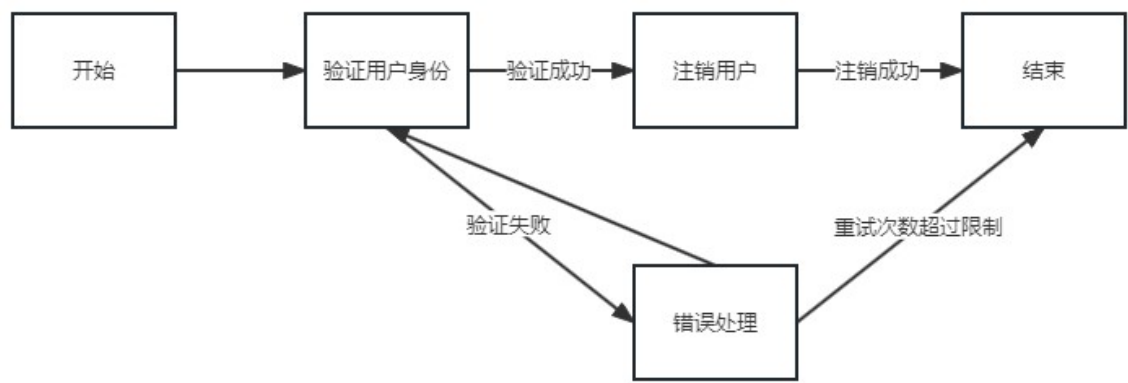 开始
验证用户身份
验证成功
注销用户
注销成功
结束
验证失败
重试次数超过限制
错误处理